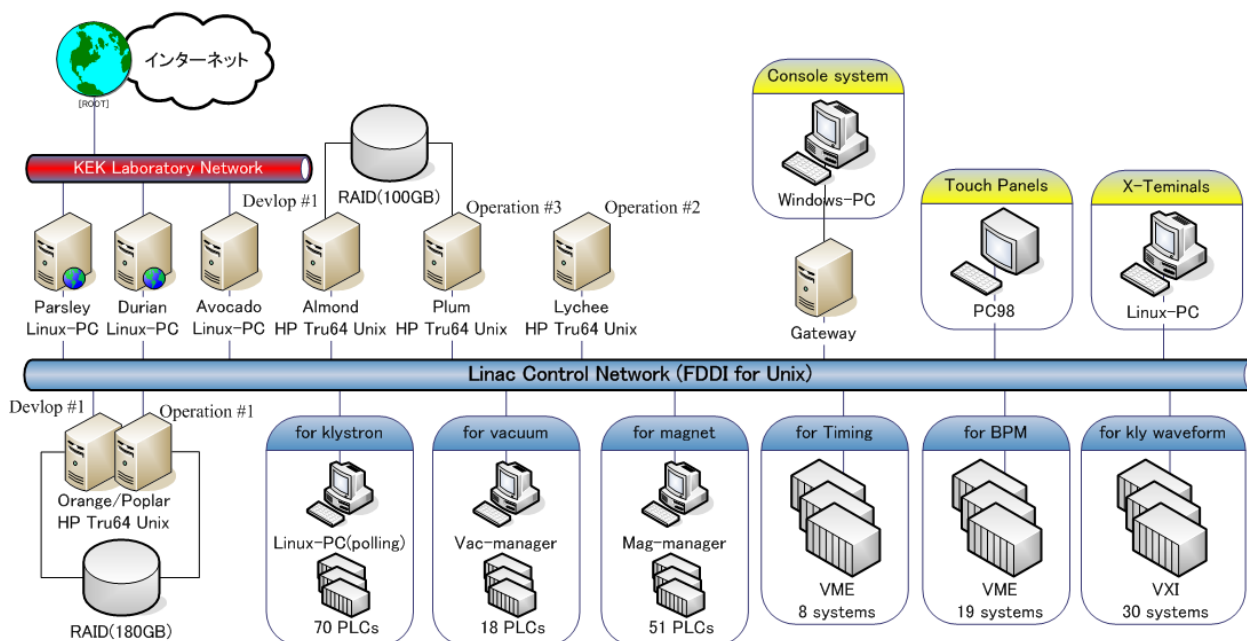 インターネット
[ROOT]
KEK Laboratory Network
RAID(100GB)
Devlop #1
Operation #3
Operation #2
Parsley
Linux-PC
Durian
Linux-PC
Avocado
Linux-PC
Almond
HP Tru64 Unix
Plum
HP Tru64 Unix
Lychee
HP Tru64 Unix
Console system
Windows-PC
Gateway
Touch Panels
PC98
X-Teminals
Linux-PC
Linac Control Network (FDDI for Unix)
Devlop #1
Operation #1
Orange/Poplar
HP Tru64 Unix
RAID(180GB)
for klystron
Linux-PC(polling)
70 PLCs
for vacuum
Vac-manager
18 PLCs
for magnet
Mag-manager
51 PLCs
for Timing
VME
8 systems
for BPM
VME
19 systems
for kly waveform
VXI
30 systems